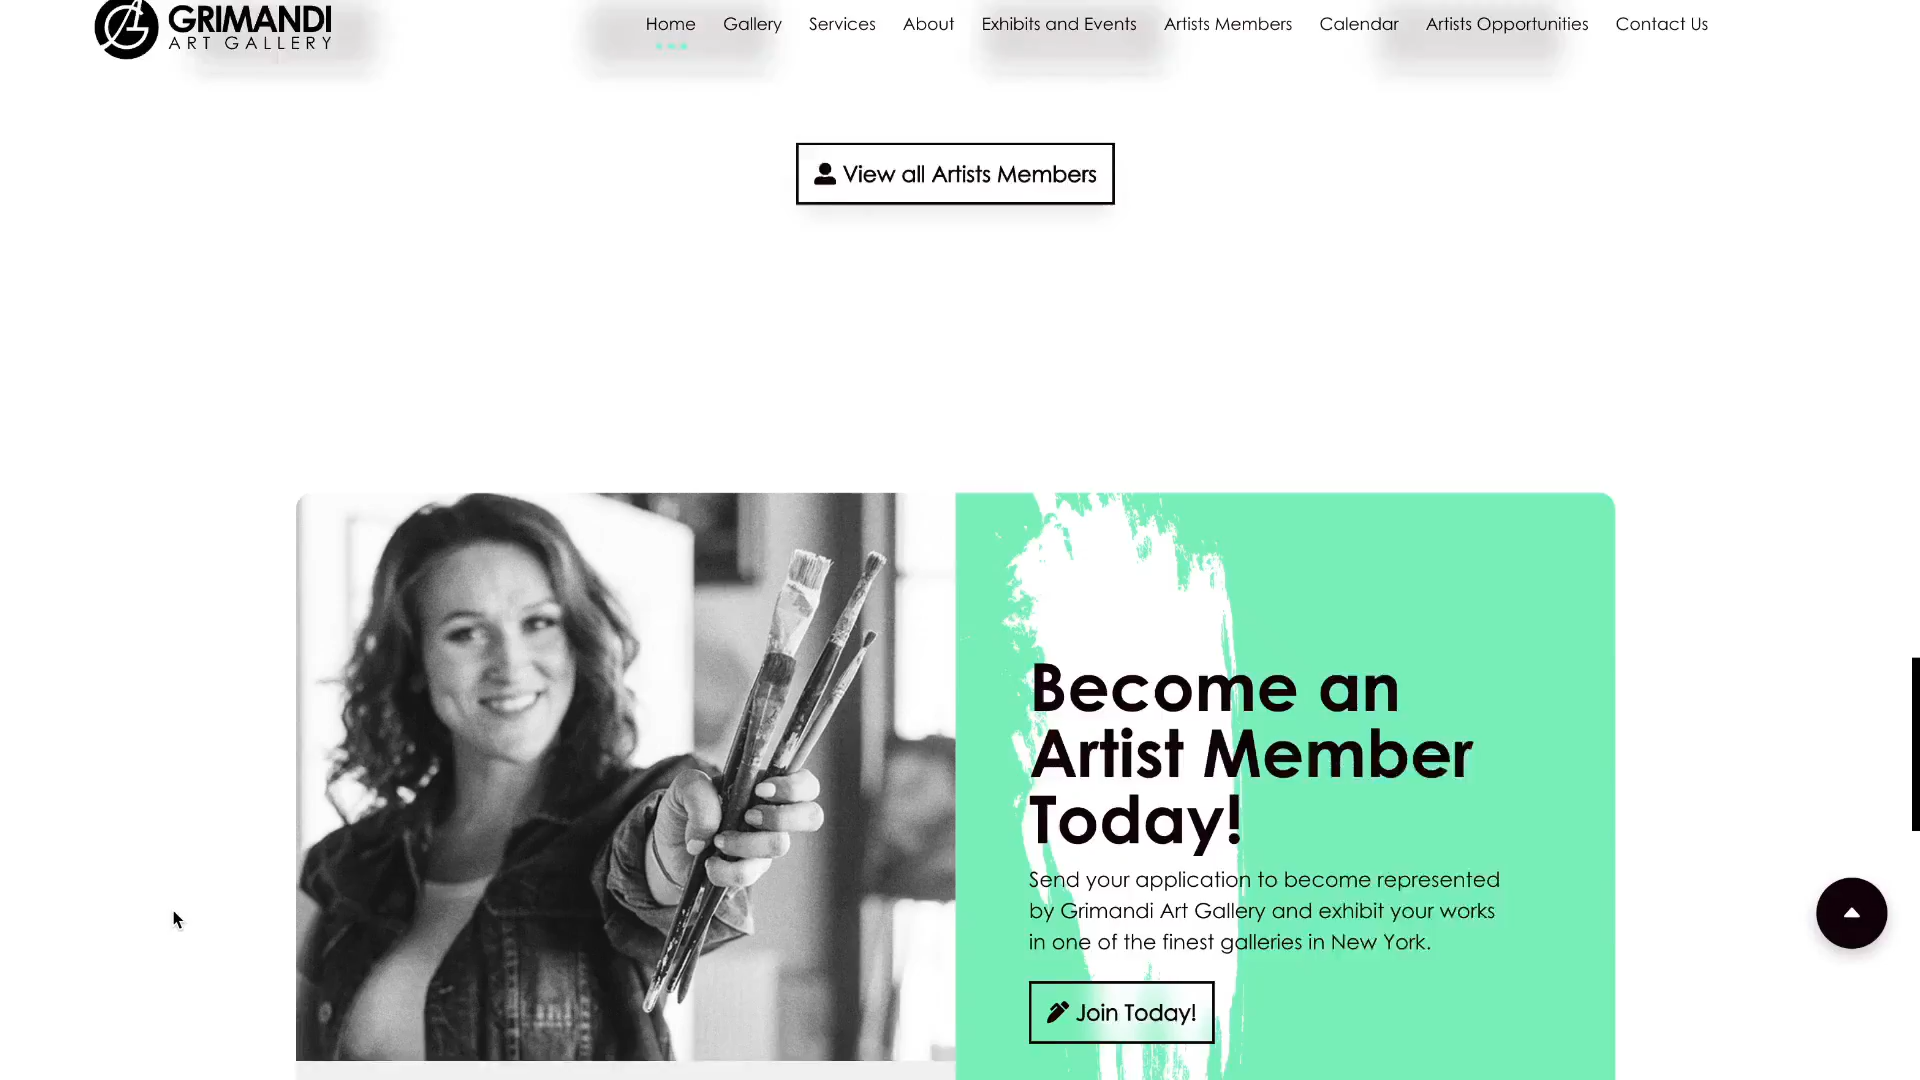 GRIMANDI
ART GALLERY
Home Gallery Services About Exhibits and Events Artists Members Calendar Artists Opportunities Contact Us
View all Artists Members
Become an
Artist Member
Today!
Send your application to become represented
by Grimandi Art Gallery and exhibit your works
in one of the finest galleries in New York.
Join Today!